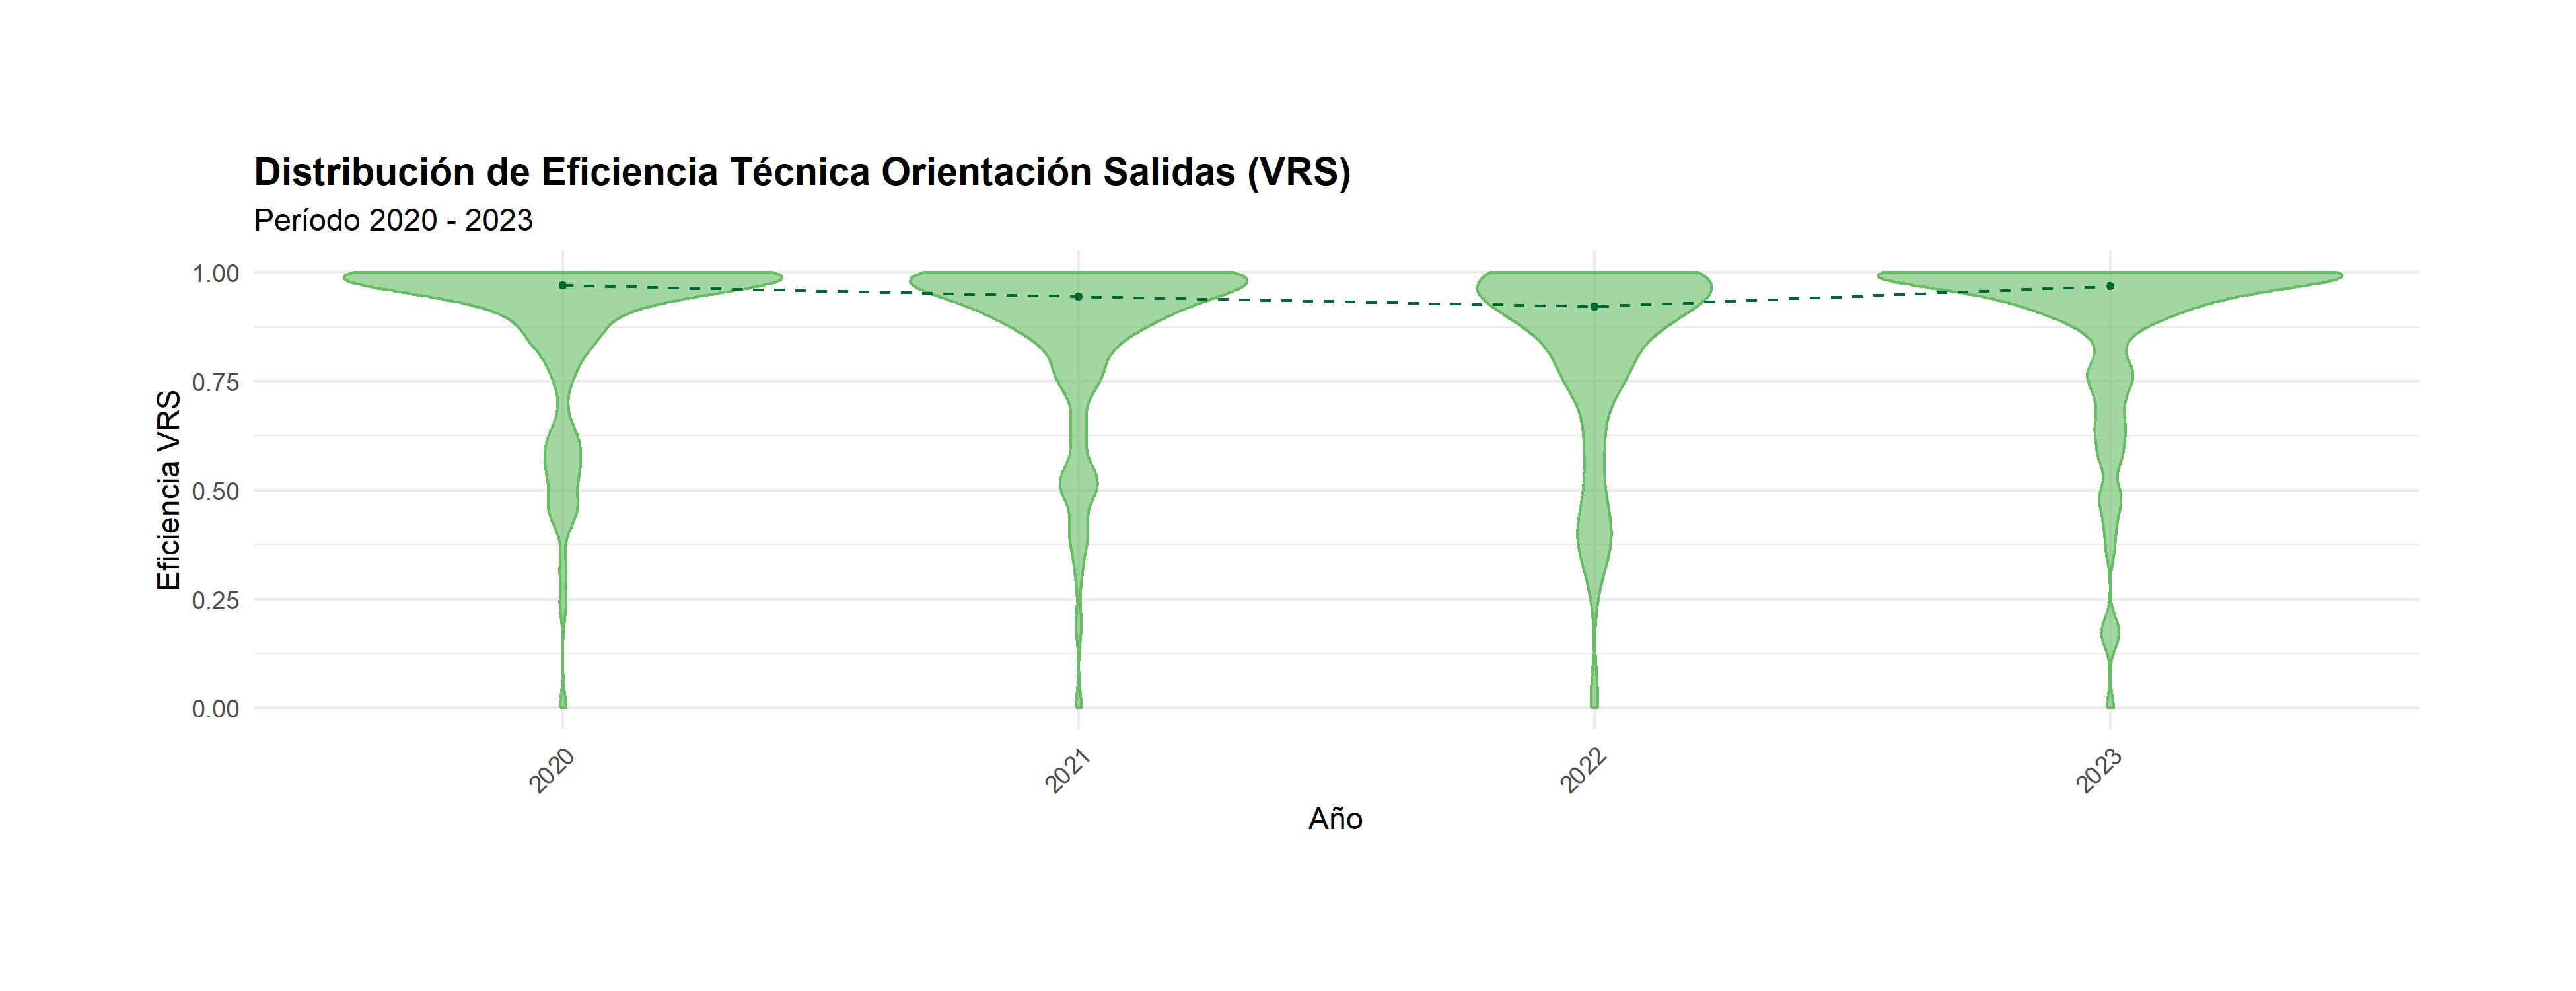 Distribución de Eficiencia Técnica Orientación Salidas (VRS)
Período 2020 - 2023
Eficiencia VRS
1.00
0.75
0.50
0.25
0.00
2020
2021
2022
2023
Año